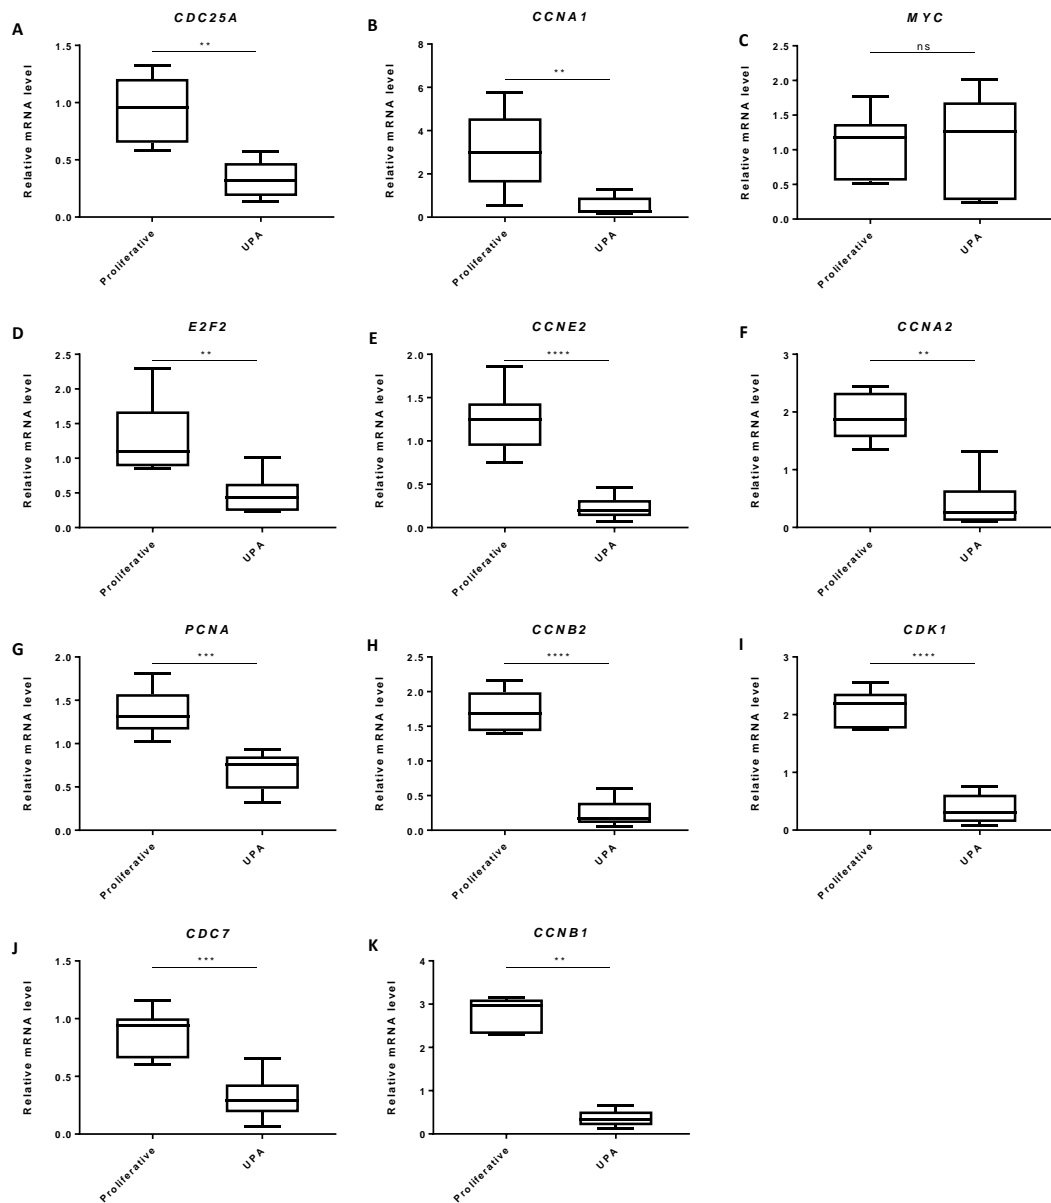 A
CDC25A
Relative mRNA level
1.5
1.0
0.5
0.0
**
Proliferative
UPA
B
CCNA1
Relative mRNA level
8
6
4
2
0
**
Proliferative
UPA
C
MYC
Relative mRNA level
2.5
2.0
1.5
1.0
0.5
0.0
ns
Proliferative
UPA
D
E2F2
Relative mRNA level
2.5
2.0
1.5
1.0
0.5
0.0
**
Proliferative
UPA
E
CCNE2
Relative mRNA level
2.0
1.5
1.0
0.5
0.0
****
Proliferative
UPA
F
CCNA2
Relative mRNA level
3
2
1
0
**
Proliferative
UPA
G
PCNA
Relative mRNA level
2.0
1.5
1.0
0.5
0.0
***
Proliferative
UPA
H
CCNB2
Relative mRNA level
2.0
1.5
1.0
0.5
0.0
****
Proliferative
UPA
I
CDK1
Relative mRNA level
3
2
1
0
****
Proliferative
UPA
J
CDC7
Relative mRNA level
1.5
1.0
0.5
0.0
***
Proliferative
UPA
K
CCNB1
Relative mRNA level
4
3
2
1
0
**
Proliferative
UPA